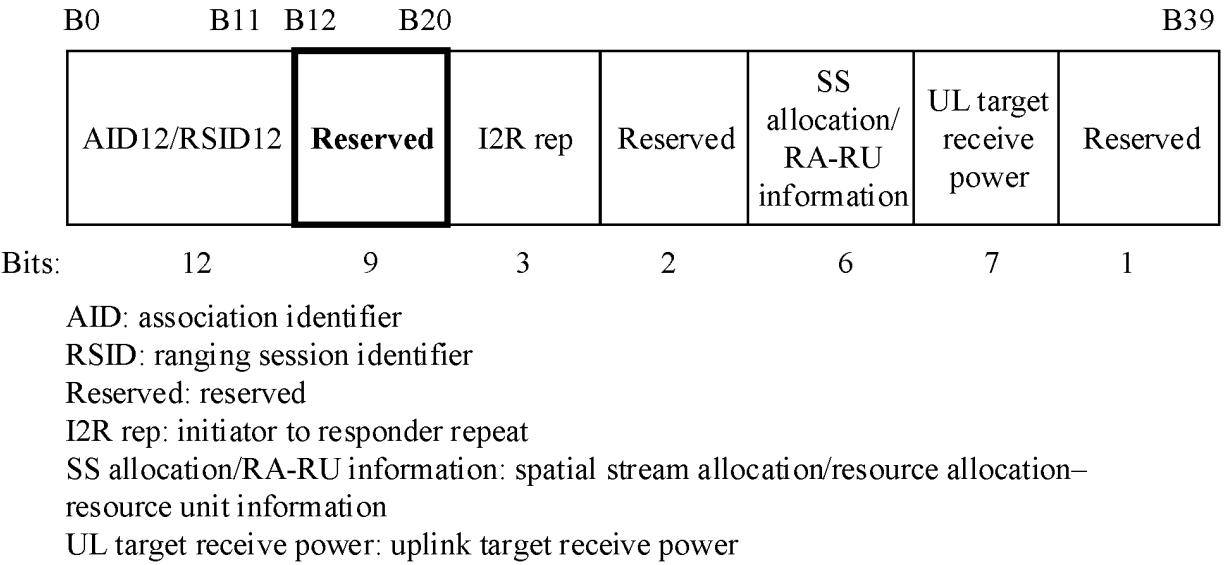 B0 B11 B12 B20 B39
AID12/RSID12 Reserved I2R rep Reserved SS allocation/ RA-RU information UL target receive power Reserved
Bits: 12 9 3 2 6 7 1
AID: association identifier
RSID: ranging session identifier
Reserved: reserved
I2R rep: initiator to responder repeat
SS allocation/RA-RU information: spatial stream allocation/resource allocation–
resource unit information
UL target receive power: uplink target receive power